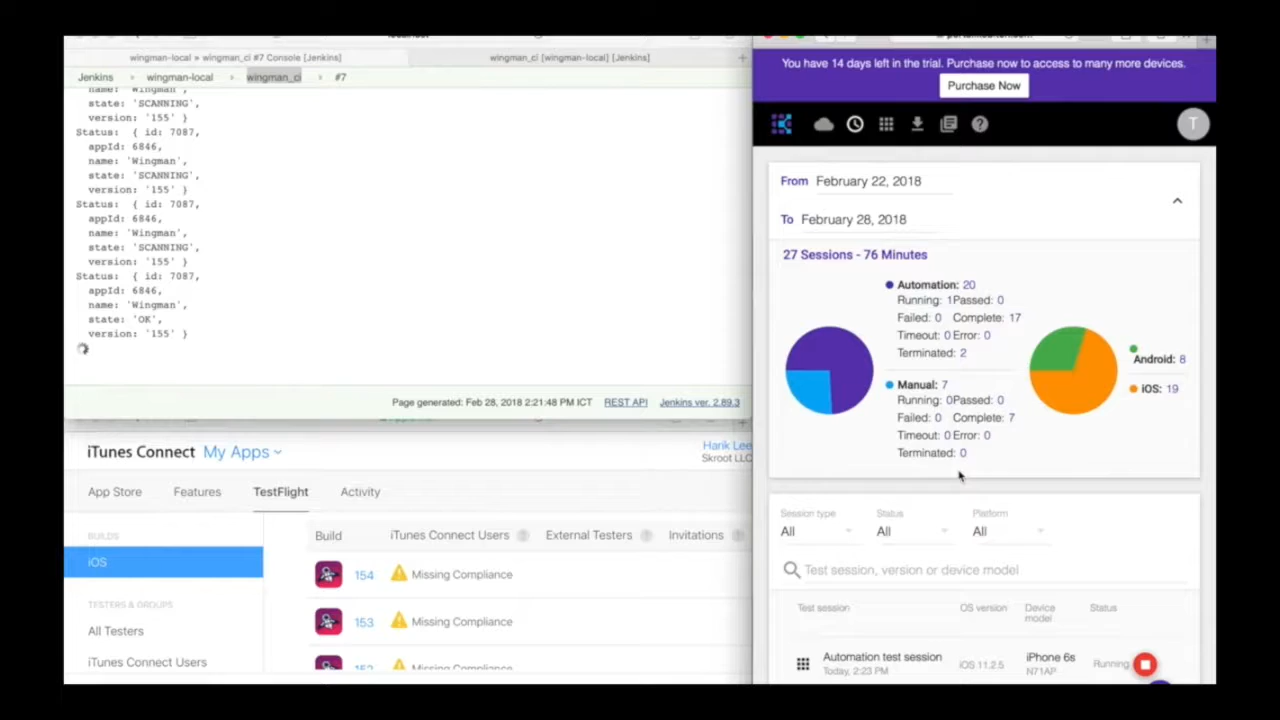 wingman-local » wingman_ci #7 Console [Jenkins]
wingman_ci [wingman-local] [Jenkins]
Jenkins wingman-local wingman_ci #7
name: 'Wingman',
state: 'SCANNING',
version: '155' }
Status: { id: 7087,
appId: 6846,
name: 'Wingman',
state: 'SCANNING',
version: '155' }
Status: { id: 7087,
appId: 6846,
name: 'Wingman',
state: 'SCANNING',
version: '155' }
Status: { id: 7087,
appId: 6846,
name: 'Wingman',
state: 'OK',
version: '155' }
Page generated: Feb 28, 2018 2:21:48 PM ICT REST API Jenkins ver. 2.89.3
iTunes Connect My Apps
Harik Lee
Skroot LLC
App Store Features TestFlight Activity
BUILDS
iOS
TESTERS & GROUPS
All Testers
iTunes Connect Users
Build iTunes Connect Users ? External Testers ? Invitations ?
154 Missing Compliance
153 Missing Compliance
152 Missing Compliance
You have 14 days left in the trial. Purchase now to access to many more devices.
Purchase Now
T
From February 22, 2018
To February 28, 2018
27 Sessions - 76 Minutes
Automation: 20
Running: 1 Passed: 0
Failed: 0 Complete: 17
Timeout: 0 Error: 0
Terminated: 2
Manual: 7
Running: 0 Passed: 0
Failed: 0 Complete: 7
Timeout: 0 Error: 0
Terminated: 0
Android: 8
iOS: 19
Session type Status Platform
All All All
Test session, version or device model
Test session OS version Device model Status
Automation test session iOS 11.2.5 iPhone 6s Running
Today, 2:23 PM N71AP